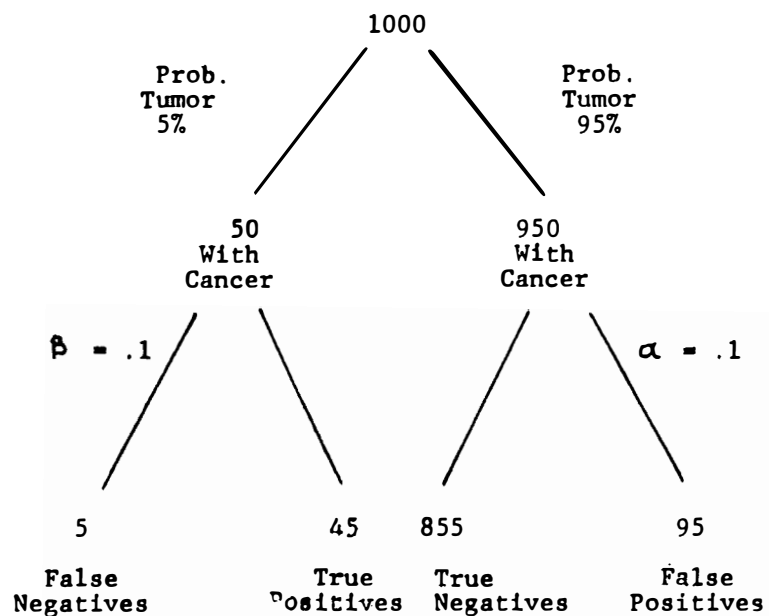 1000
Prob.
Tumor
5%
Prob.
Tumor
95%
50
With
Cancer
950
With
Cancer
β = .1
α = .1
5
45
855
95
False
Negatives
True
Positives
True
Negatives
False
Positives